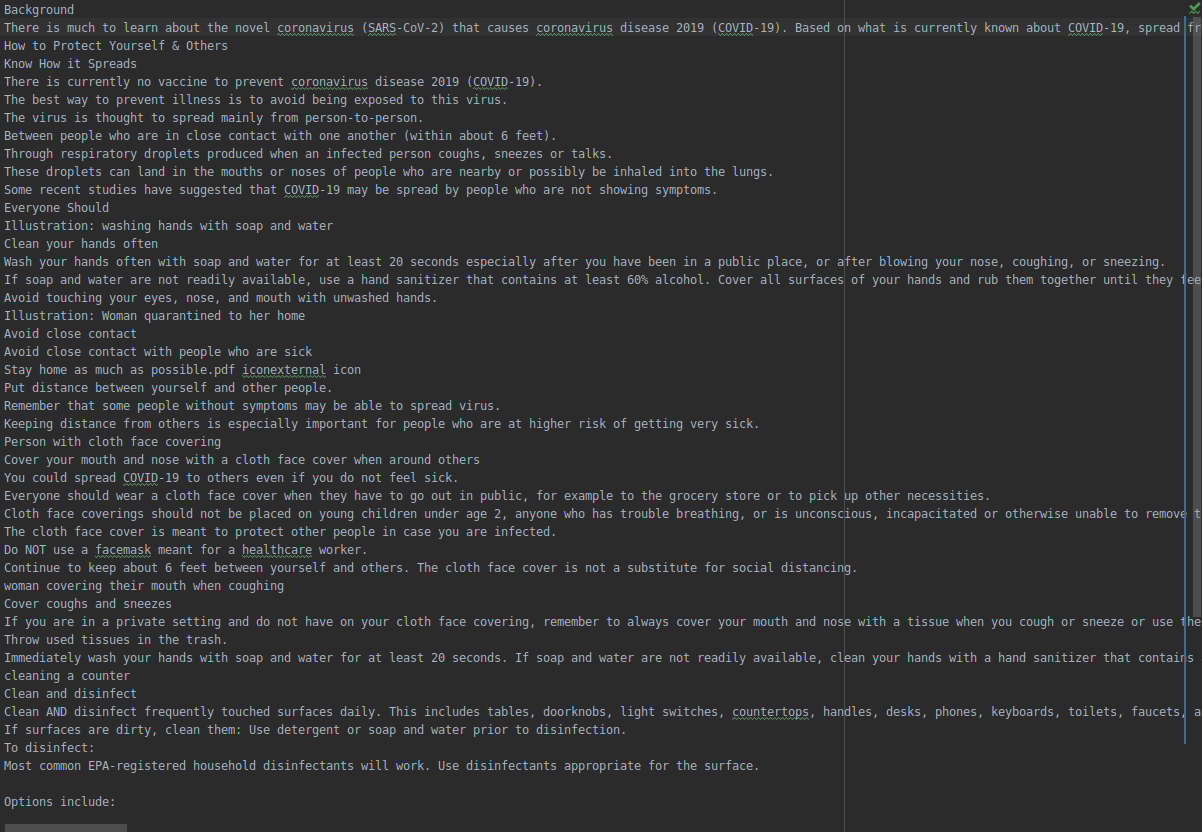 Background
There is much to learn about the novel coronavirus (SARS-CoV-2) that causes coronavirus disease 2019 (COVID-19). Based on what is currently known about COVID-19, spread
How to Protect Yourself & Others
Know How it Spreads
There is currently no vaccine to prevent coronavirus disease 2019 (COVID-19).
The best way to prevent illness is to avoid being exposed to this virus.
The virus is thought to spread mainly from person-to-person.
Between people who are in close contact with one another (within about 6 feet).
Through respiratory droplets produced when an infected person coughs, sneezes or talks.
These droplets can land in the mouths or noses of people who are nearby or possibly be inhaled into the lungs.
Some recent studies have suggested that COVID-19 may be spread by people who are not showing symptoms.
Everyone Should
Illustration: washing hands with soap and water
Clean your hands often
Wash your hands often with soap and water for at least 20 seconds especially after you have been in a public place, or after blowing your nose, coughing, or sneezing.
If soap and water are not readily available, use a hand sanitizer that contains at least 60% alcohol. Cover all surfaces of your hands and rub them together until they
Avoid touching your eyes, nose, and mouth with unwashed hands.
Illustration: Woman quarantined to her home
Avoid close contact
Avoid close contact with people who are sick
Stay home as much as possible.pdf iconexternal icon
Put distance between yourself and other people.
Remember that some people without symptoms may be able to spread virus.
Keeping distance from others is especially important for people who are at higher risk of getting very sick.
Person with cloth face covering
Cover your mouth and nose with a cloth face cover when around others
You could spread COVID-19 to others even if you do not feel sick.
Everyone should wear a cloth face cover when they have to go out in public, for example to the grocery store or to pick up other necessities.
Cloth face coverings should not be placed on young children under age 2, anyone who has trouble breathing, or is unconscious, incapacitated or otherwise unable to remove
The cloth face cover is meant to protect other people in case you are infected.
Do NOT use a facemask meant for a healthcare worker.
Continue to keep about 6 feet between yourself and others. The cloth face cover is not a substitute for social distancing.
woman covering their mouth when coughing
Cover coughs and sneezes
If you are in a private setting and do not have on your cloth face covering, remember to always cover your mouth and nose with a tissue when you cough or sneeze or use the
Throw used tissues in the trash.
Immediately wash your hands with soap and water for at least 20 seconds. If soap and water are not readily available, clean your hands with a hand sanitizer that contains
cleaning a counter
Clean and disinfect
Clean AND disinfect frequently touched surfaces daily. This includes tables, doorknobs, light switches, countertops, handles, desks, phones, keyboards, toilets, faucets,
If surfaces are dirty, clean them: Use detergent or soap and water prior to disinfection.
To disinfect:
Most common EPA-registered household disinfectants will work. Use disinfectants appropriate for the surface.
Options include: